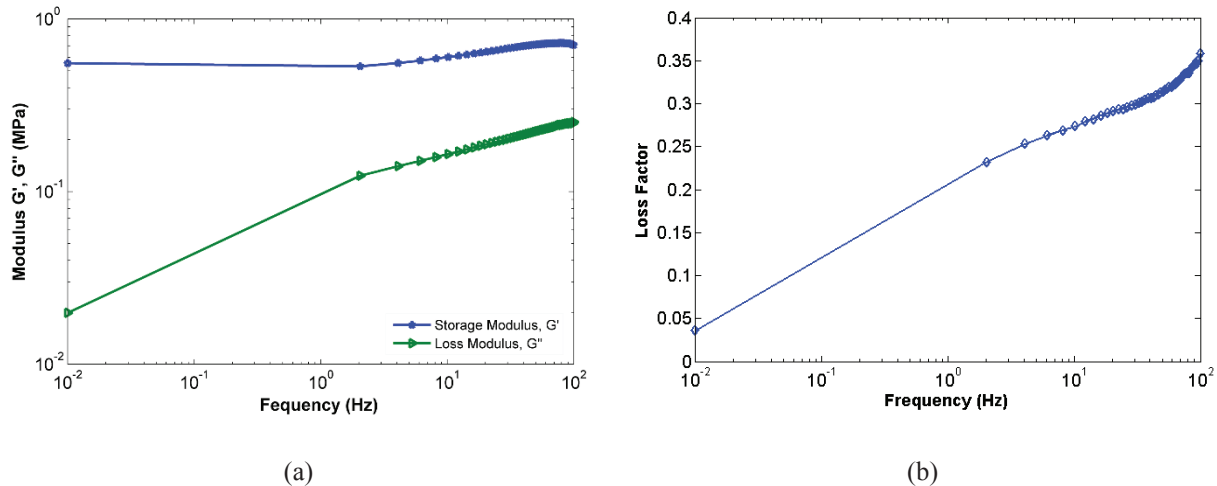 10^0
10^-1
10^-2
Modulus G', G'' (MPa)
Storage Modulus, G'
Loss Modulus, G''
10^-2
10^-1
10^0
10^1
10^2
Fequency (Hz)
(a)
0.4
0.35
0.3
0.25
0.2
0.15
0.1
0.05
0
Loss Factor
10^-2
10^-1
10^0
10^1
10^2
Frequency (Hz)
(b)